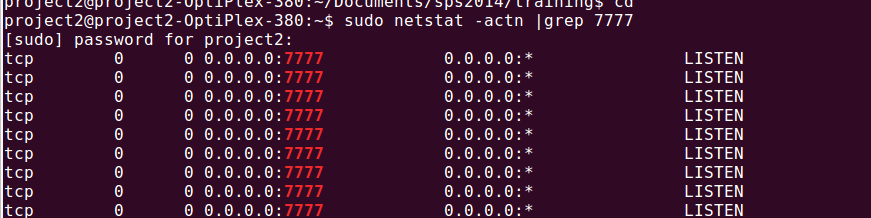 project2@project2-OptiPlex-380:~/Documents/sps2014/training$ cd
project2@project2-OptiPlex-380:~$ sudo netstat -actn |grep 7777
[sudo] password for project2:
tcp 0 0 0.0.0.0:7777 0.0.0.0:* LISTEN
tcp 0 0 0.0.0.0:7777 0.0.0.0:* LISTEN
tcp 0 0 0.0.0.0:7777 0.0.0.0:* LISTEN
tcp 0 0 0.0.0.0:7777 0.0.0.0:* LISTEN
tcp 0 0 0.0.0.0:7777 0.0.0.0:* LISTEN
tcp 0 0 0.0.0.0:7777 0.0.0.0:* LISTEN
tcp 0 0 0.0.0.0:7777 0.0.0.0:* LISTEN
tcp 0 0 0.0.0.0:7777 0.0.0.0:* LISTEN
tcp 0 0 0.0.0.0:7777 0.0.0.0:* LISTEN